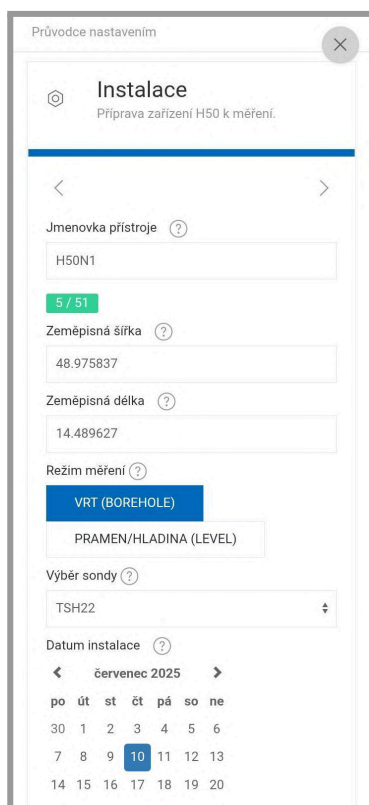 Průvodce nastavením
Instalace
Příprava zařízení H50 k měření.
Jmenovka přístroje ?
H50N1
5 / 51
Zeměpisná šířka ?
48.975837
Zeměpisná délka ?
14.489627
Režim měření ?
VRT (BOREHOLE)
PRAMEN/HLADINA (LEVEL)
Výběr sondy ?
TSH22
Datum instalace ?
červenec 2025
po út st čt pá so ne
30 1 2 3 4 5 6
7 8 9 10 11 12 13
14 15 16 17 18 19 20